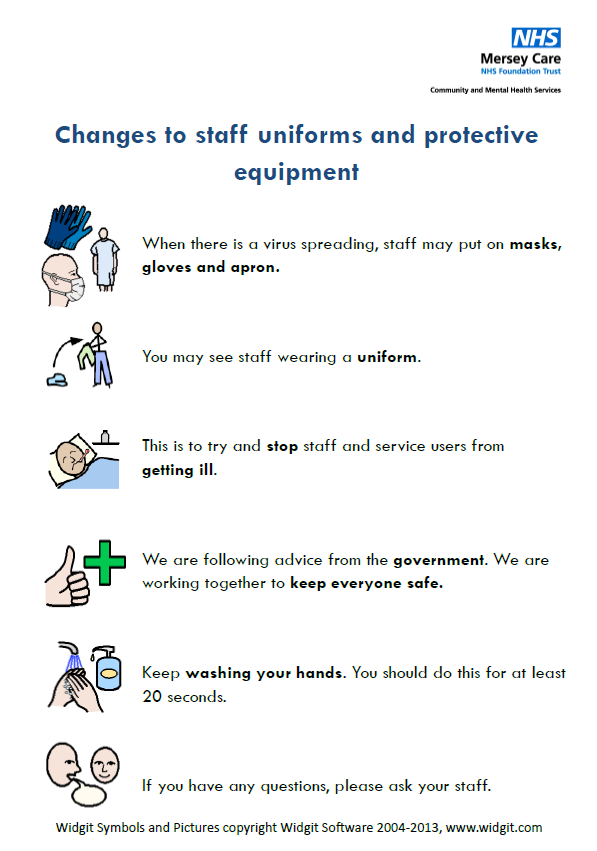 NHS
Mersey Care
NHS Foundation Trust
Community and Mental Health Services
Changes to staff uniforms and protective
equipment
When there is a virus spreading, staff may put on masks,
gloves and apron.
You may see staff wearing a uniform.
This is to try and stop staff and service users from
getting ill.
We are following advice from the government. We are
working together to keep everyone safe.
Keep washing your hands. You should do this for at least
20 seconds.
If you have any questions, please ask your staff.
Widgit Symbols and Pictures copyright Widgit Software 2004-2013, www.widgit.com